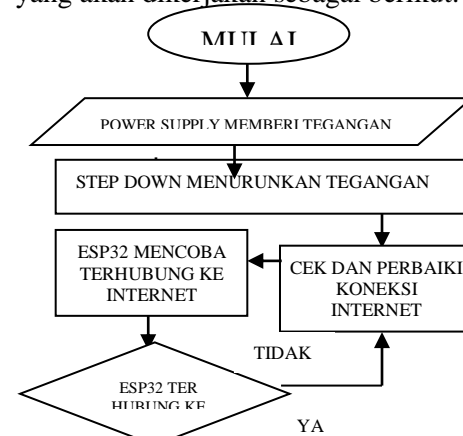 yang akan dikerjakan sebagai berikut.
MULAI
POWER SUPPLY MEMBERI TEGANGAN
STEP DOWN MENURUNKAN TEGANGAN
ESP32 MENCOBA
TERHUBUNG KE
INTERNET
CEK DAN PERBAIKI
KONEKSI
INTERNET
TIDAK
ESP32 TER
HUBUNG KE
YA